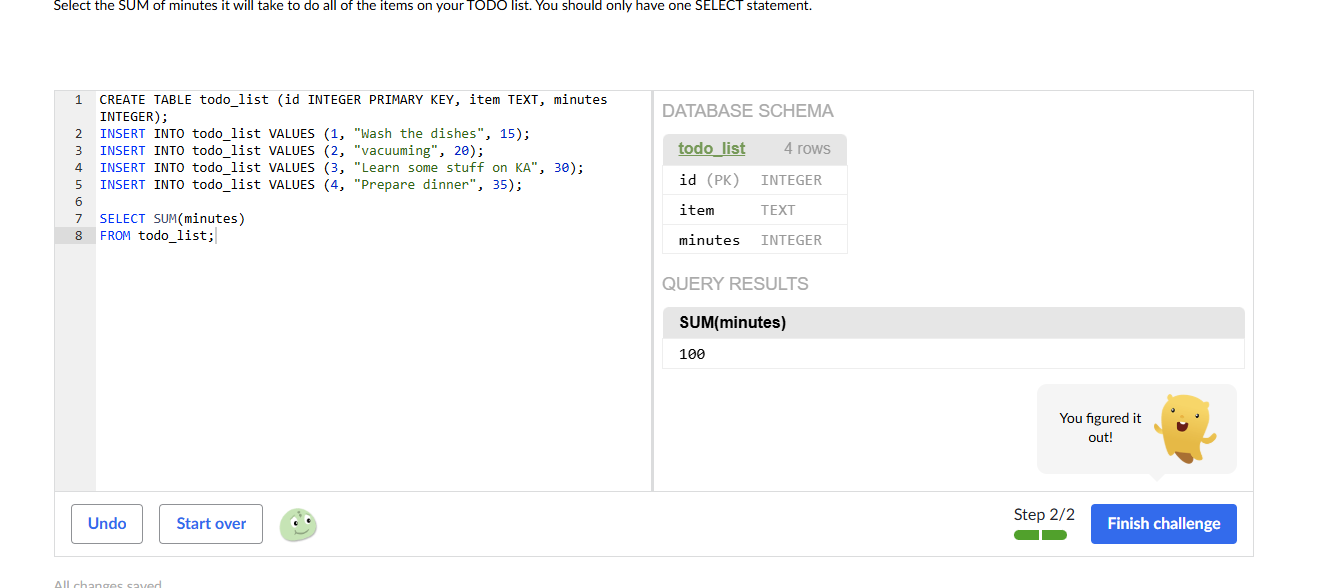 Select the SUM of minutes it will take to do all of the items on your TODO list. You should only have one SELECT statement.
1 CREATE TABLE todo_list (id INTEGER PRIMARY KEY, item TEXT, minutes
INTEGER);
2 INSERT INTO todo_list VALUES (1, "Wash the dishes", 15);
3 INSERT INTO todo_list VALUES (2, "vacuuming", 20);
4 INSERT INTO todo_list VALUES (3, "Learn some stuff on KA", 30);
5 INSERT INTO todo_list VALUES (4, "Prepare dinner", 35);
6
7 SELECT SUM(minutes)
8 FROM todo_list;
DATABASE SCHEMA
todo_list 4 rows
id (PK) INTEGER
item TEXT
minutes INTEGER
QUERY RESULTS
SUM(minutes)
100
You figured it
out!
Undo
Start over
Step 2/2
Finish challenge
All changes saved